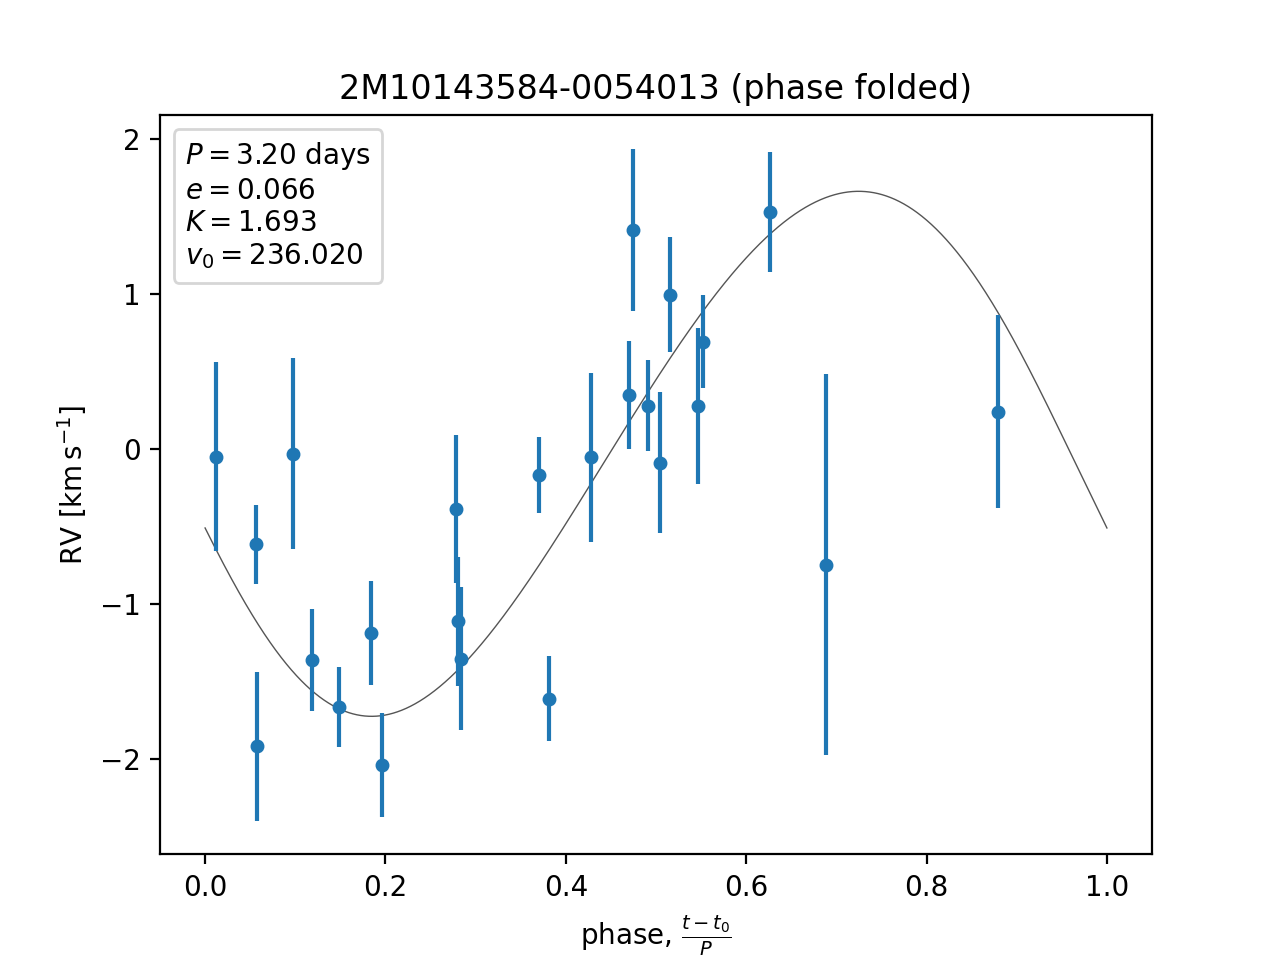 2M10143584-0054013 (phase folded)
P = 3.20 days
e = 0.066
K = 1.693
v₀ = 236.020
2
1
0
−1
−2
RV [km s⁻¹]
0.0 0.2 0.4 0.6 0.8 1.0
phase, (t − t₀)/P